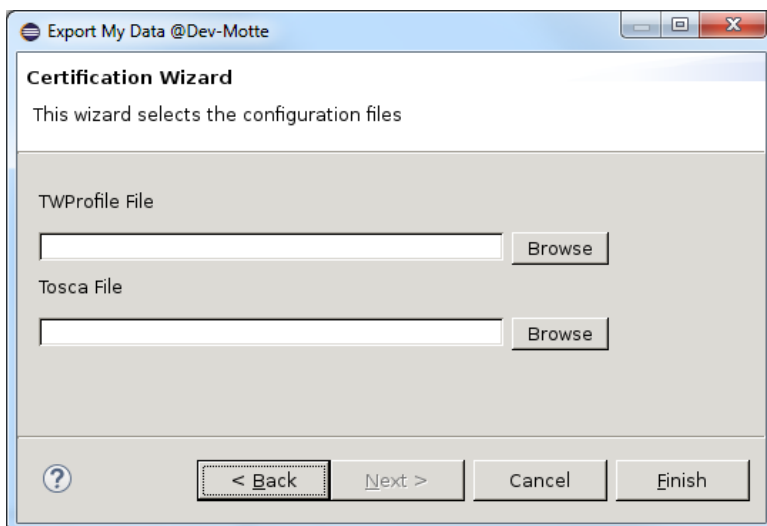 Export My Data @Dev-Motte
Certification Wizard
This wizard selects the configuration files
TWProfile File
Browse
Tosca File
Browse
?
< Back Next > Cancel Finish